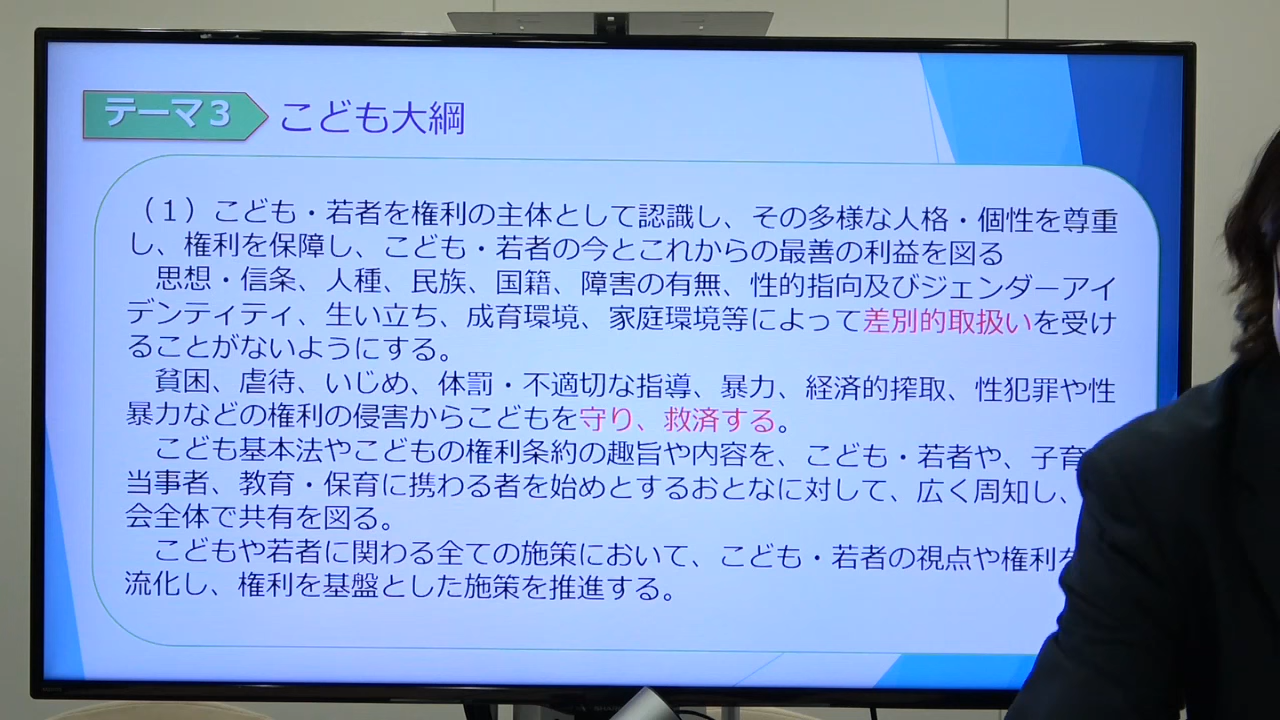 テーマ3
こども大綱
（１）こども・若者を権利の主体として認識し、その多様な人格・個性を尊重
し、権利を保障し、こども・若者の今とこれからの最善の利益を図る
思想・信条、人種、民族、国籍、障害の有無、性的指向及びジェンダーアイ
デンティティ、生い立ち、成育環境、家庭環境等によって差別的取扱いを受け
ることがないようにする。
貧困、虐待、いじめ、体罰・不適切な指導、暴力、経済的搾取、性犯罪や性
暴力などの権利の侵害からこどもを守り、救済する。
こども基本法やこどもの権利条約の趣旨や内容を、こども・若者や、子育
当事者、教育・保育に携わる者を始めとするおとなに対して、広く周知し、
会全体で共有を図る。
こどもや若者に関わる全ての施策において、こども・若者の視点や権利を
流化し、権利を基盤とした施策を推進する。